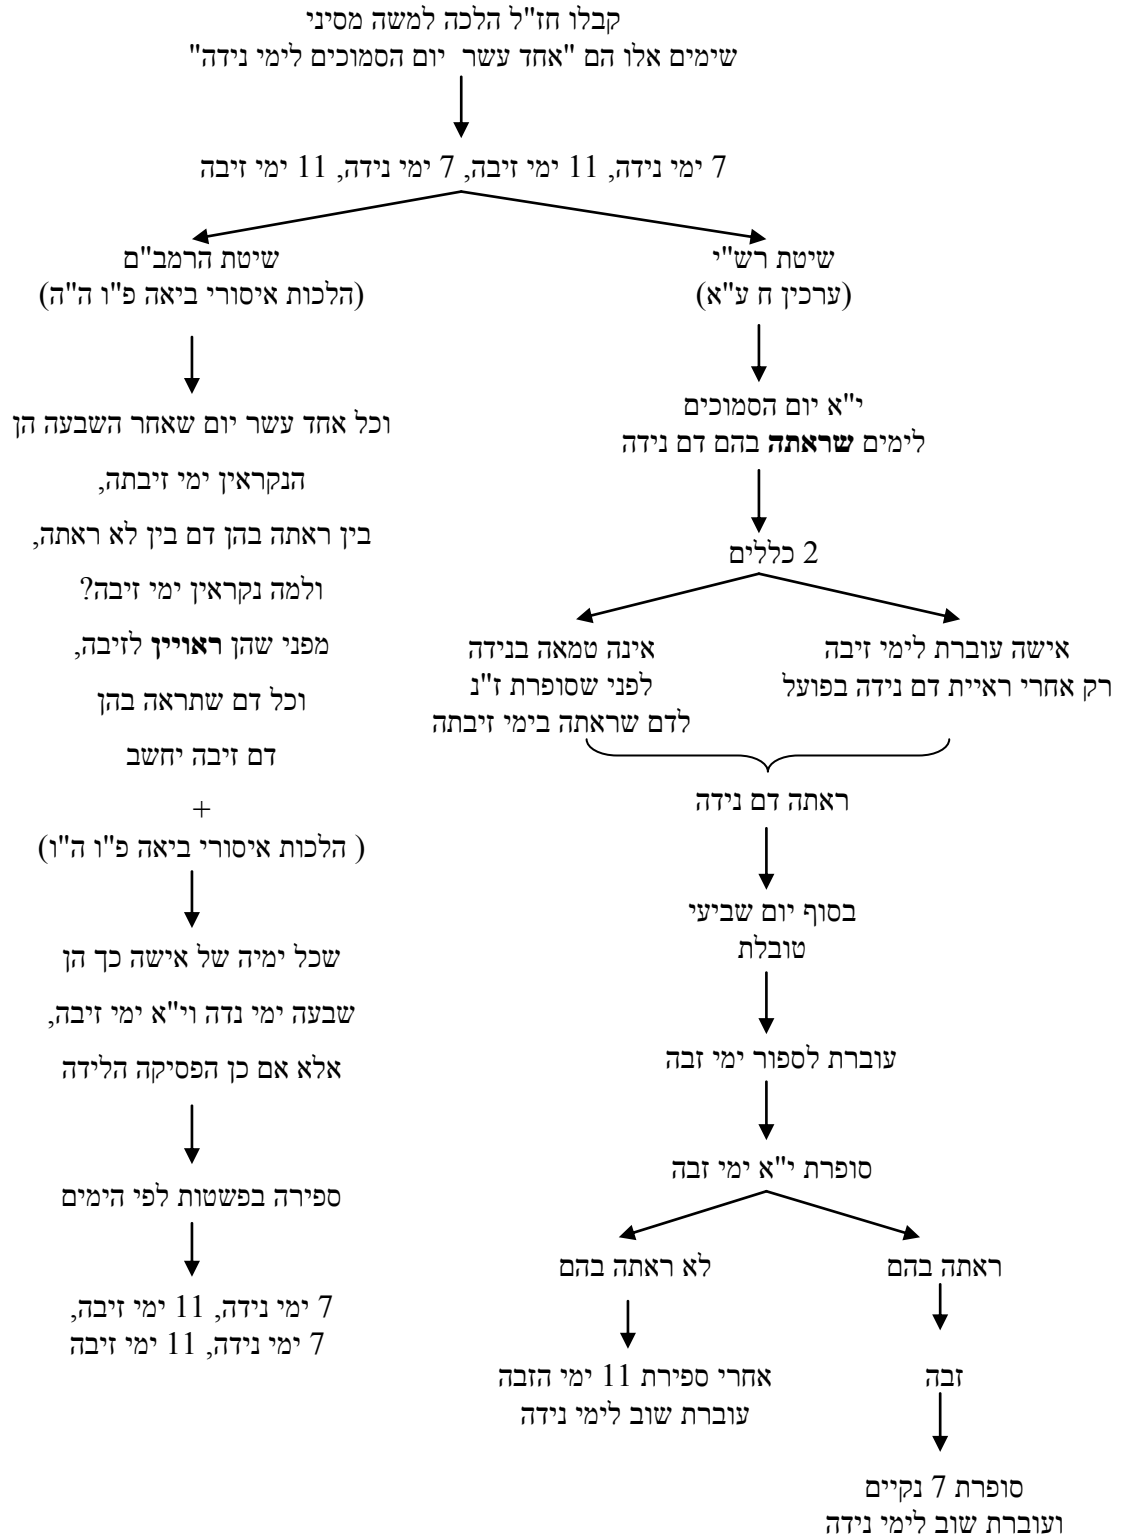 קבלו חז"ל הלכה למשה מסיני
שימים אלו הם "אחד עשר יום הסמוכים לימי נידה"
7 ימי נידה, 11 ימי זיבה, 7 ימי נידה, 11 ימי זיבה
שיטת רש"י
(ערכין ח ע"א)
י"א יום הסמוכים
לימים שראתה בהם דם נידה
2 כללים
אישה עוברת לימי זיבה
רק אחרי ראיית דם נידה בפועל
אינה טמאה בנידה
לפני שסופרת ז"נ
לדם שראתה בימי זיבתה
ראתה דם נידה
בסוף יום שביעי
טובלת
עוברת לספור ימי זבה
סופרת י"א ימי זבה
ראתה בהם
זבה
סופרת 7 נקיים
ועוברת שוב לימי נידה
לא ראתה בהם
אחרי ספירת 11 ימי הזבה
עוברת שוב לימי נידה
שיטת הרמב"ם
(הלכות איסורי ביאה פ"ו ה"ה)
וכל אחד עשר יום שאחר השבעה הן
הנקראין ימי זיבתה,
בין ראתה בהן דם בין לא ראתה,
ולמה נקראין ימי זיבה?
מפני שהן ראויין לזיבה,
וכל דם שתראה בהן
דם זיבה יחשב
+
( הלכות איסורי ביאה פ"ו ה"ו)
שכל ימיה של אישה כך הן
שבעה ימי נדה וי"א ימי זיבה,
אלא אם כן הפסיקה הלידה
ספירה בפשטות לפי הימים
7 ימי נידה, 11 ימי זיבה,
7 ימי נידה, 11 ימי זיבה